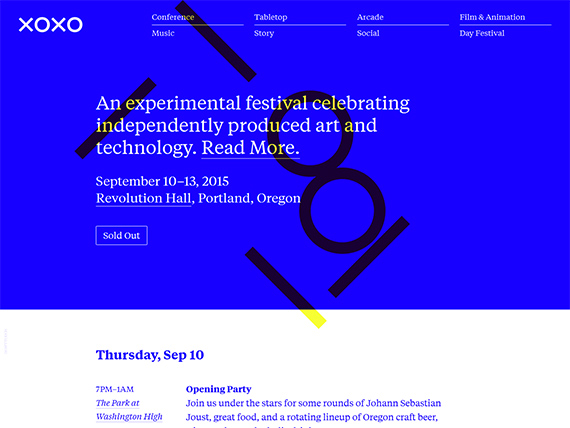 XOXO
Conference
Tabletop
Arcade
Film & Animation
Music
Story
Social
Day Festival
An experimental festival celebrating
independently produced art and
technology. Read More.
September 10–13, 2015
Revolution Hall, Portland, Oregon
Sold Out
Thursday, Sep 10
7PM–1AM
The Park at
Washington High
Opening Party
Join us under the stars for some rounds of Johann Sebastian
Joust, great food, and a rotating lineup of Oregon craft beer,